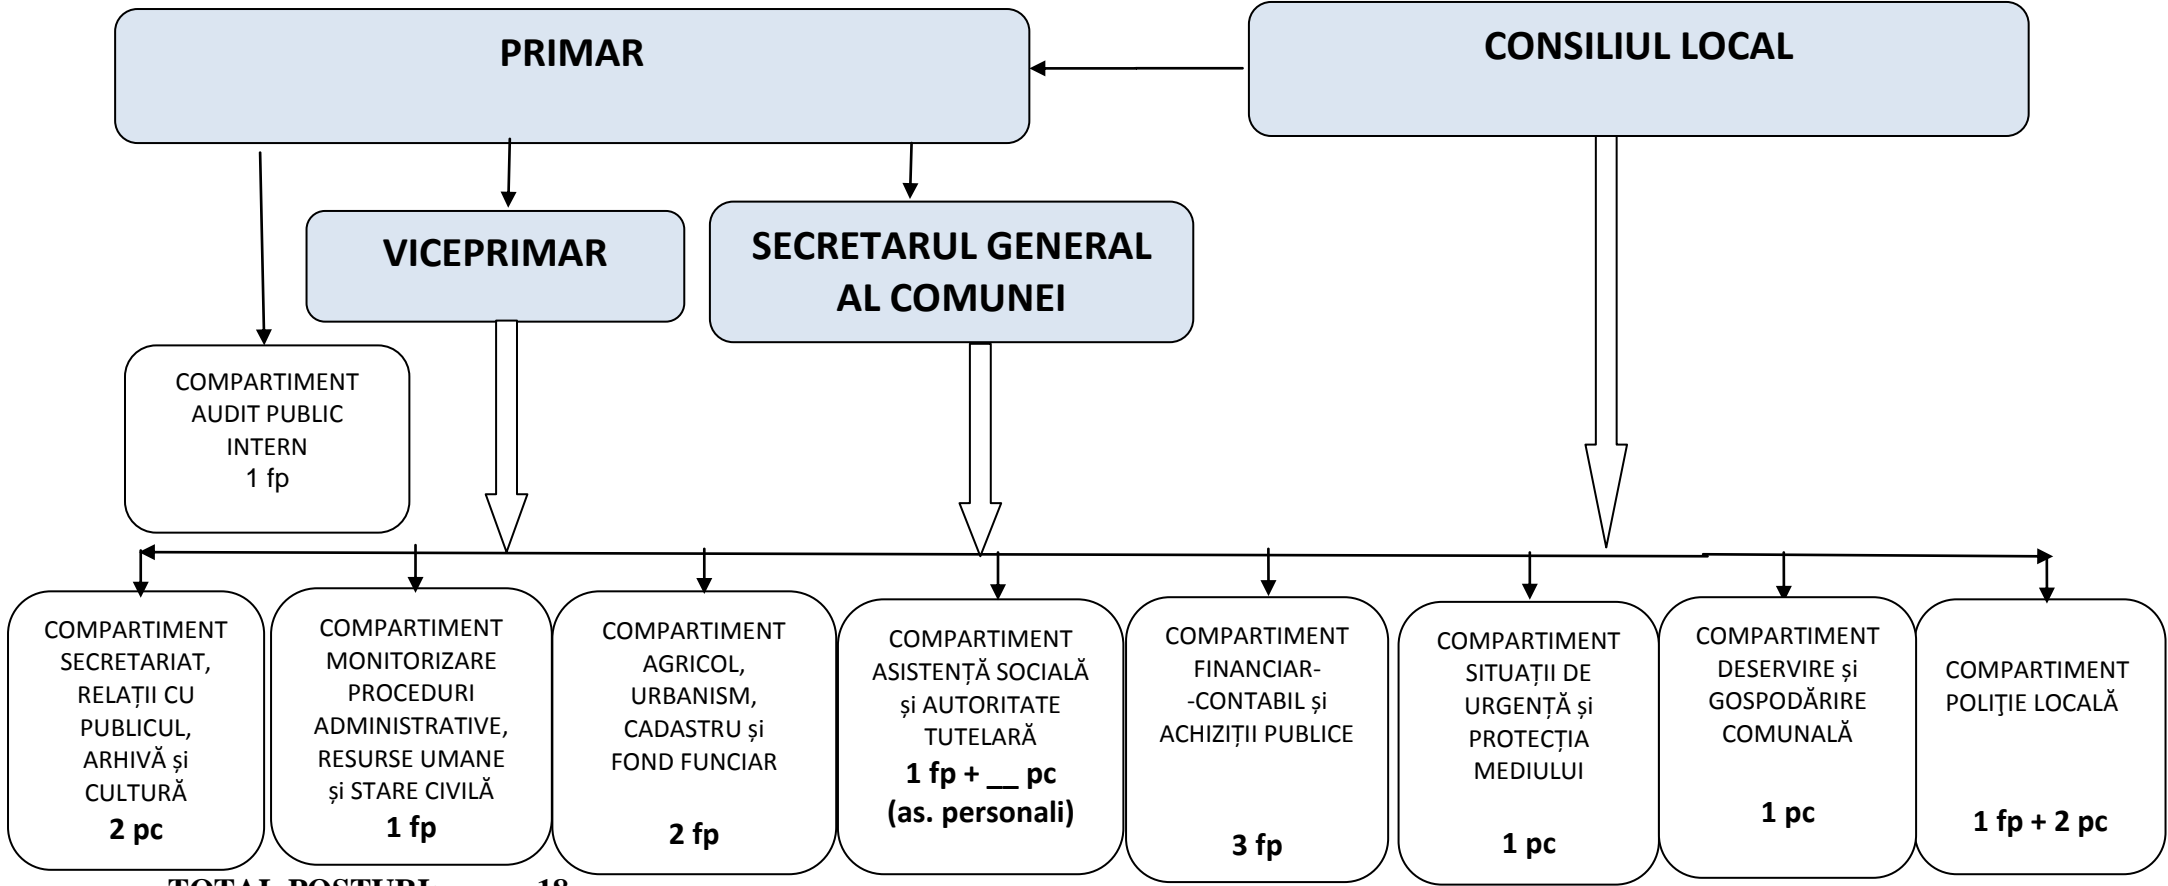 PRIMAR
CONSILIUL LOCAL
VICEPRIMAR
SECRETARUL GENERAL
AL COMUNEI
COMPARTIMENT
AUDIT PUBLIC
INTERN
1 fp
COMPARTIMENT
SECRETARIAT,
RELAȚII CU
PUBLICUL,
ARHIVĂ și
CULTURĂ
2 pc
COMPARTIMENT
MONITORIZARE
PROCEDURI
ADMINISTRATIVE,
RESURSE UMANE
și STARE CIVILĂ
1 fp
COMPARTIMENT
AGRICOL,
URBANISM,
CADASTRU și
FOND FUNCIAR
2 fp
COMPARTIMENT
ASISTENȚĂ SOCIALĂ
și AUTORITATE
TUTELARĂ
1 fp + __ pc
(as. personali)
COMPARTIMENT
FINANCIAR-
-CONTABIL și
ACHIZIȚII PUBLICE
3 fp
COMPARTIMENT
SITUAȚII DE
URGENȚĂ și
PROTECȚIA
MEDIULUI
1 pc
COMPARTIMENT
DESERVIRE și
GOSPODĂRIRE
COMUNALĂ
1 pc
COMPARTIMENT
POLIŢIE LOCALĂ
1 fp + 2 pc
TOTAL POSTURI 18